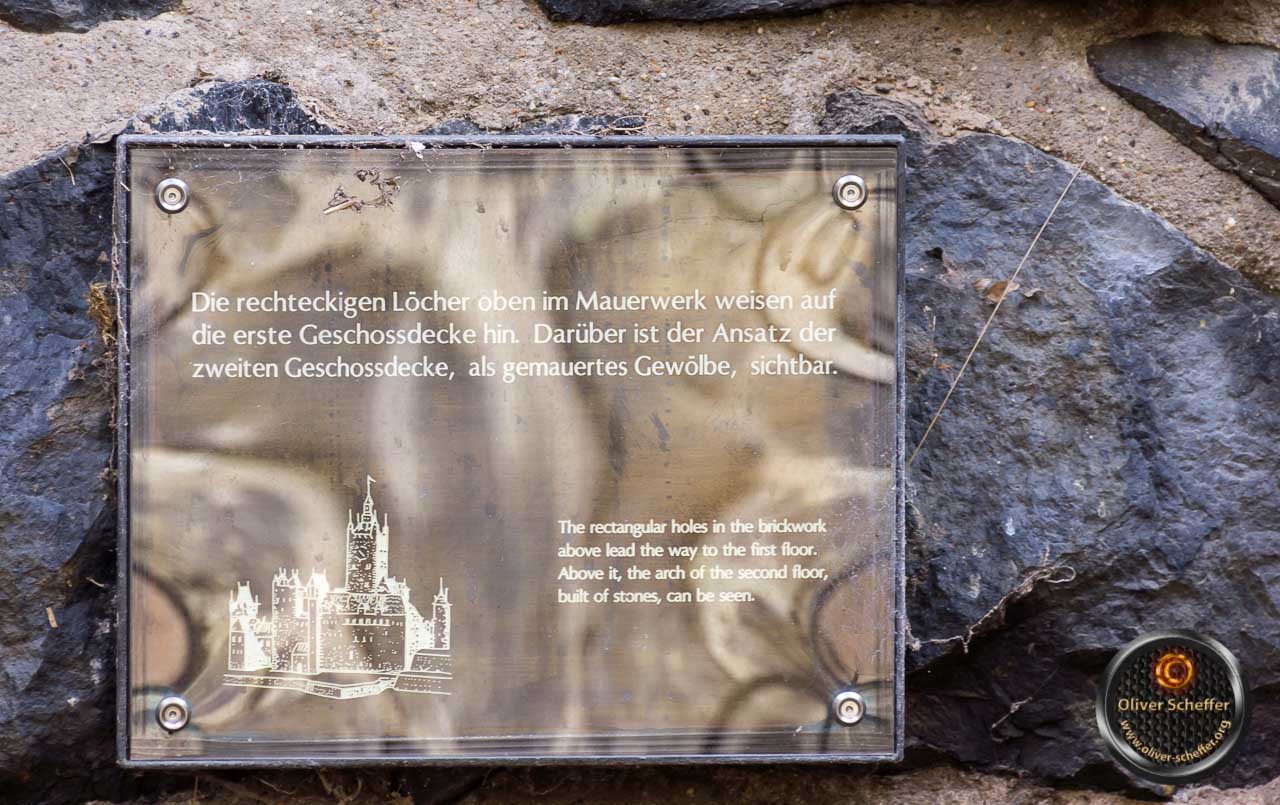 Die rechteckigen Löcher oben im Mauerwerk weisen auf
die erste Geschossdecke hin. Darüber ist der Ansatz der
zweiten Geschossdecke, als gemauertes Gewölbe, sichtbar.
The rectangular holes in the brickwork
above lead the way to the first floor.
Above it, the arch of the second floor,
built of stones, can be seen.
©
Oliver Scheffer
www.oliver-scheffer.org